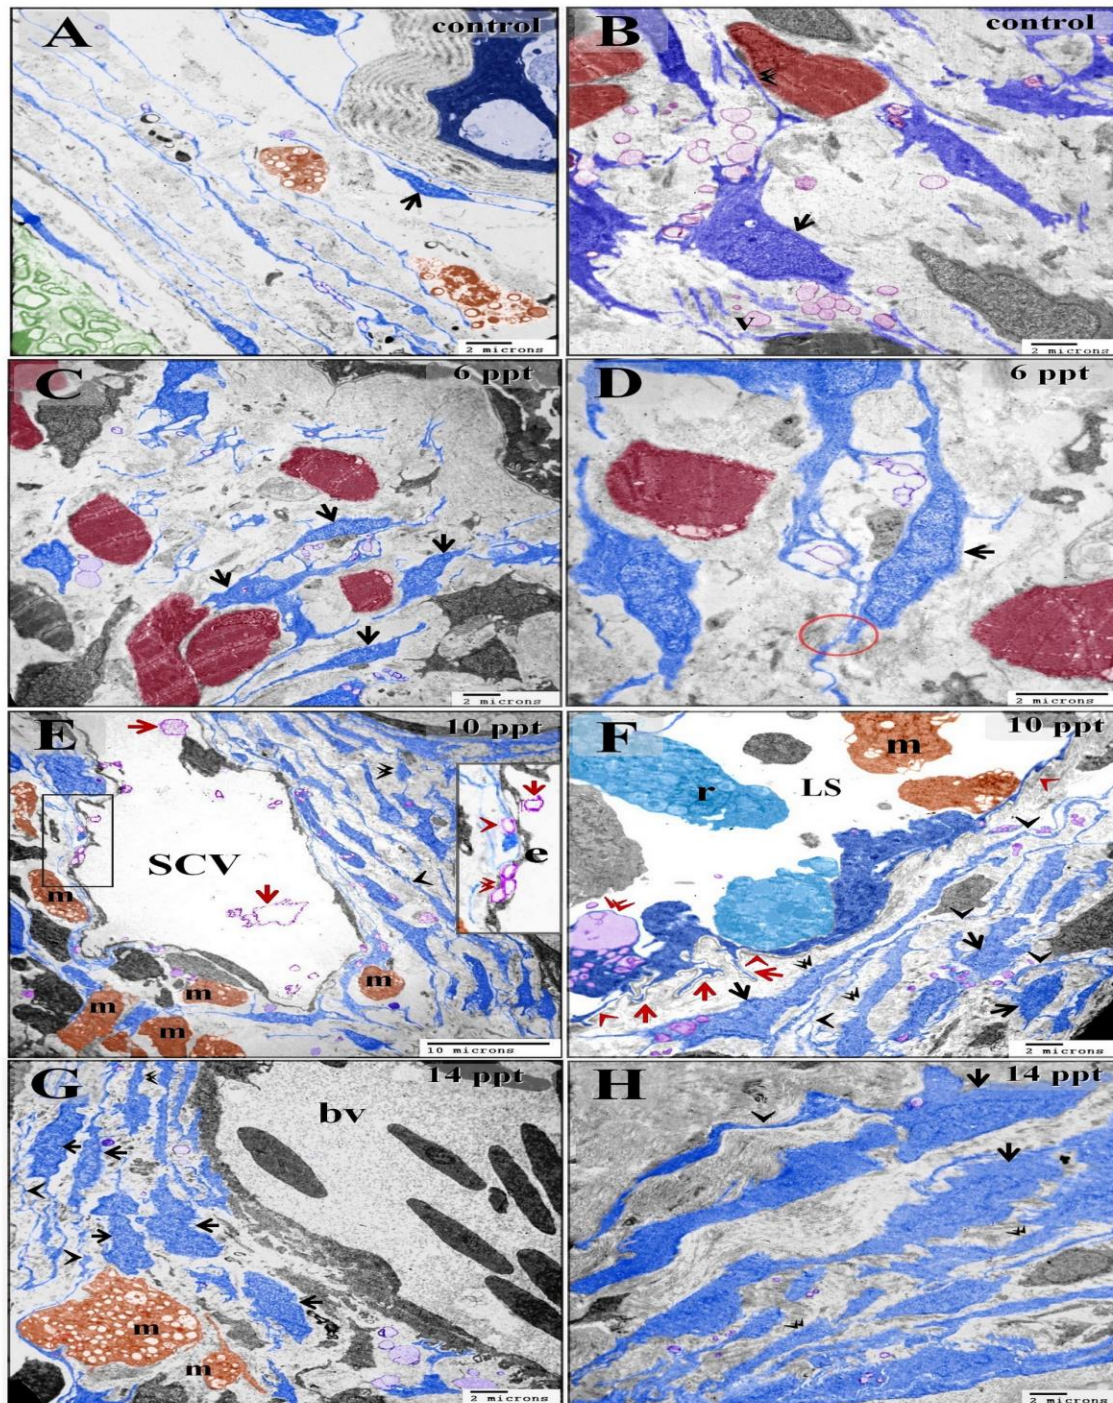 A control
2 microns
B control
v
2 microns
C 6 ppt
2 microns
D 6 ppt
2 microns
E 10 ppt
SCV
e
m
m
m
m
m
10 microns
F 10 ppt
m
r
LS
2 microns
G 14 ppt
bv
m
m
2 microns
H 14 ppt
2 microns